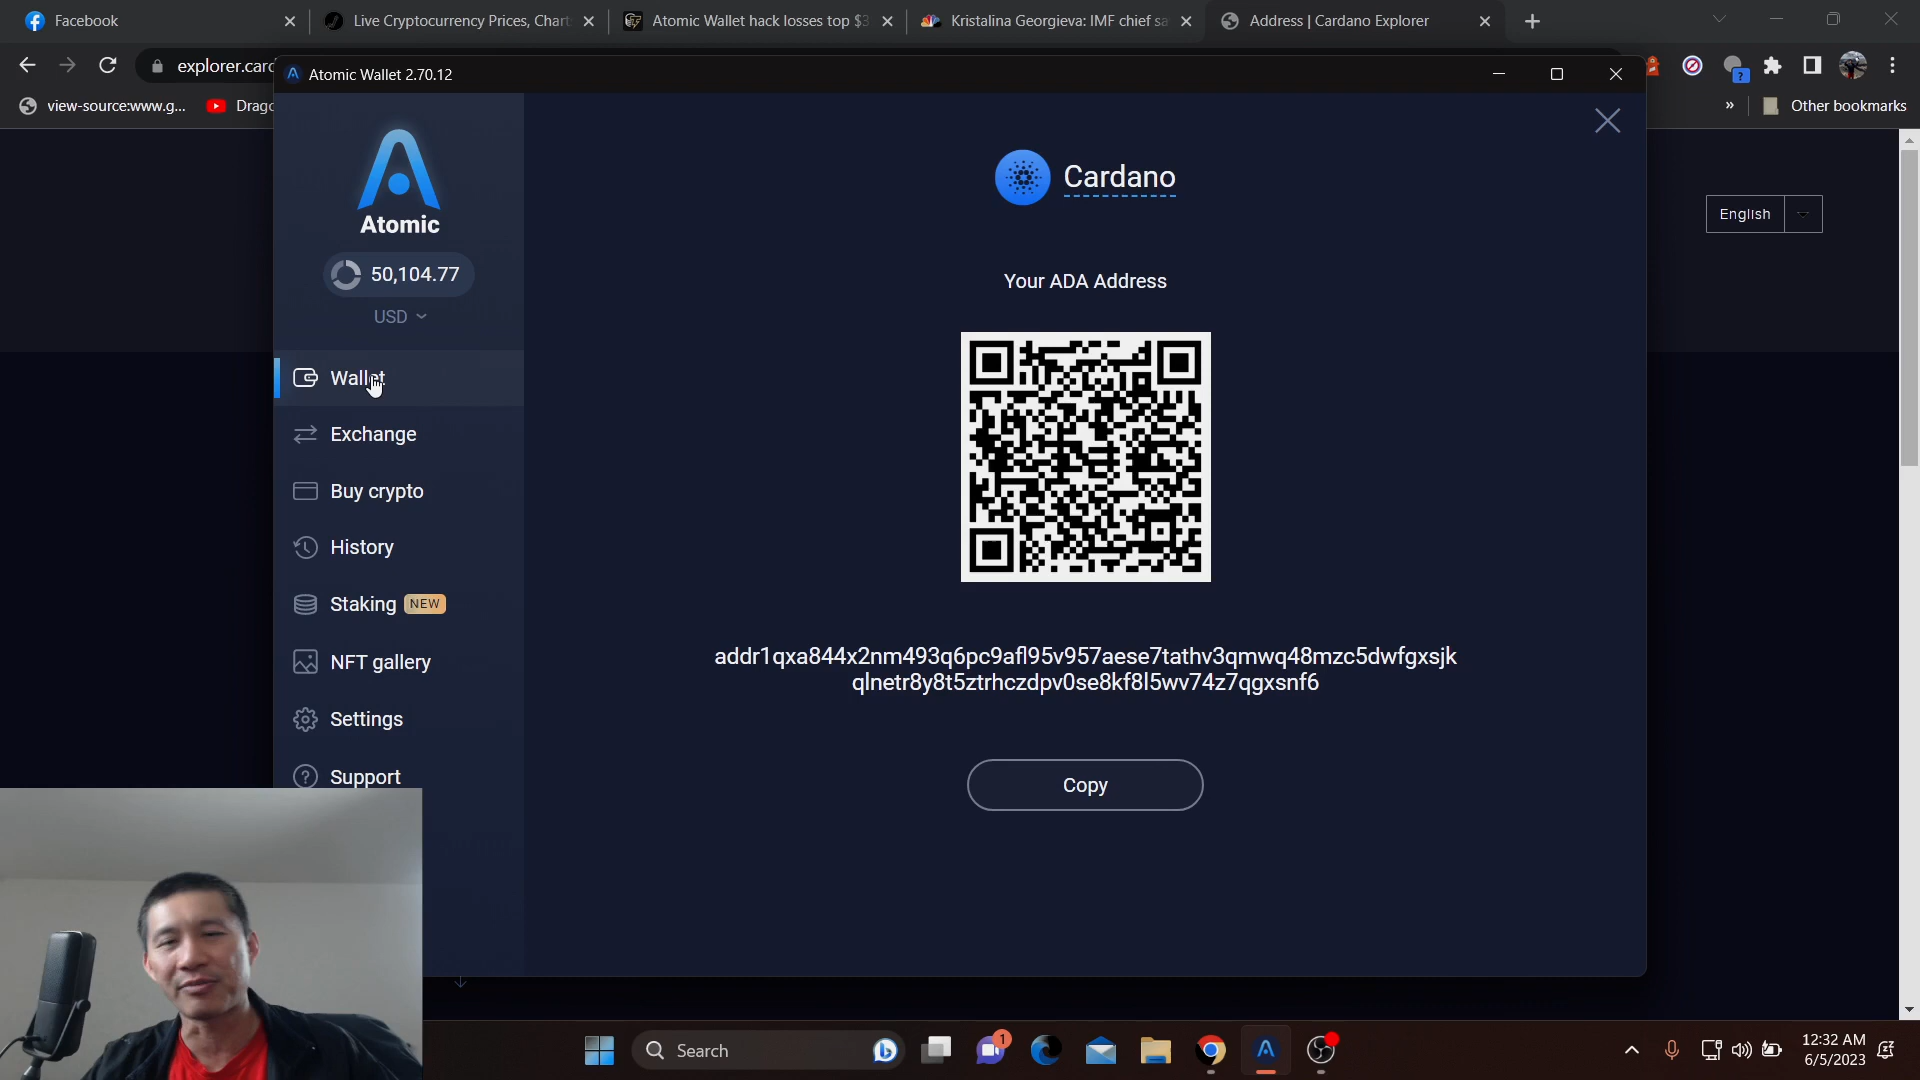 Facebook
Live Cryptocurrency Prices, Chart
Atomic Wallet hack losses top $3
Kristalina Georgieva: IMF chief sa
Address | Cardano Explorer
explorer.card
Atomic Wallet 2.70.12
view-source:www.g...
Drago
Other bookmarks
Atomic
50,104.77
USD
Wallet
Exchange
Buy crypto
History
Staking NEW
NFT gallery
Settings
Support
Cardano
Your ADA Address
addr1qxa844x2nm493q6pc9afl95v957aese7tathv3qmwq48mzc5dwfgxsjk
qlnetr8y8t5ztrhczdpv0se8kf8l5wv74z7qgxsnf6
Copy
English
Search
1
12:32 AM
6/5/2023